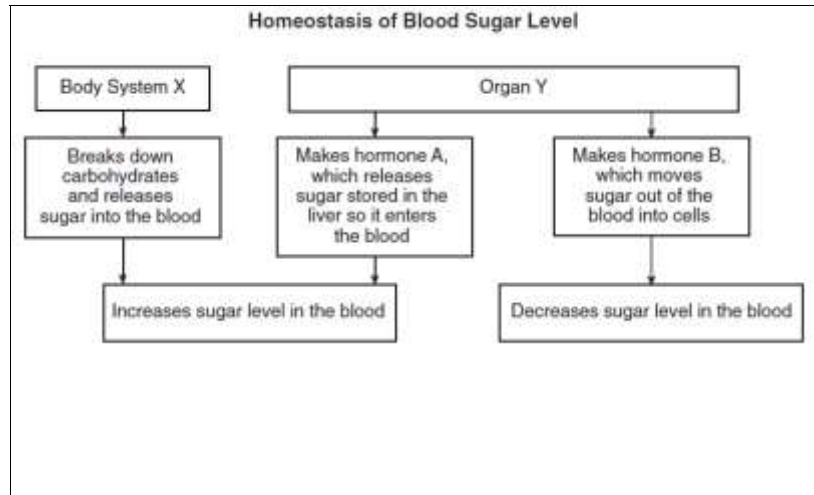 Homeostasis of Blood Sugar Level
Body System X
Organ Y
Breaks down
carbohydrates
and releases
sugar into the blood
Makes hormone A,
which releases
sugar stored in the
liver so it enters
the blood
Makes hormone B,
which moves
sugar out of the
blood into cells
Increases sugar level in the blood
Decreases sugar level in the blood